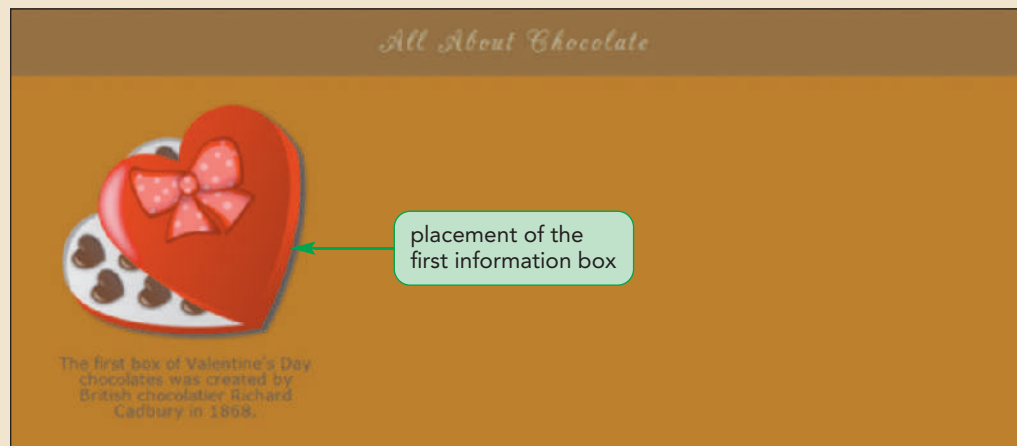 All About Chocolate
placement of the
first information box
The first box of Valentine's Day
chocolates was created by
British chocolatier Richard
Cadbury in 1868.